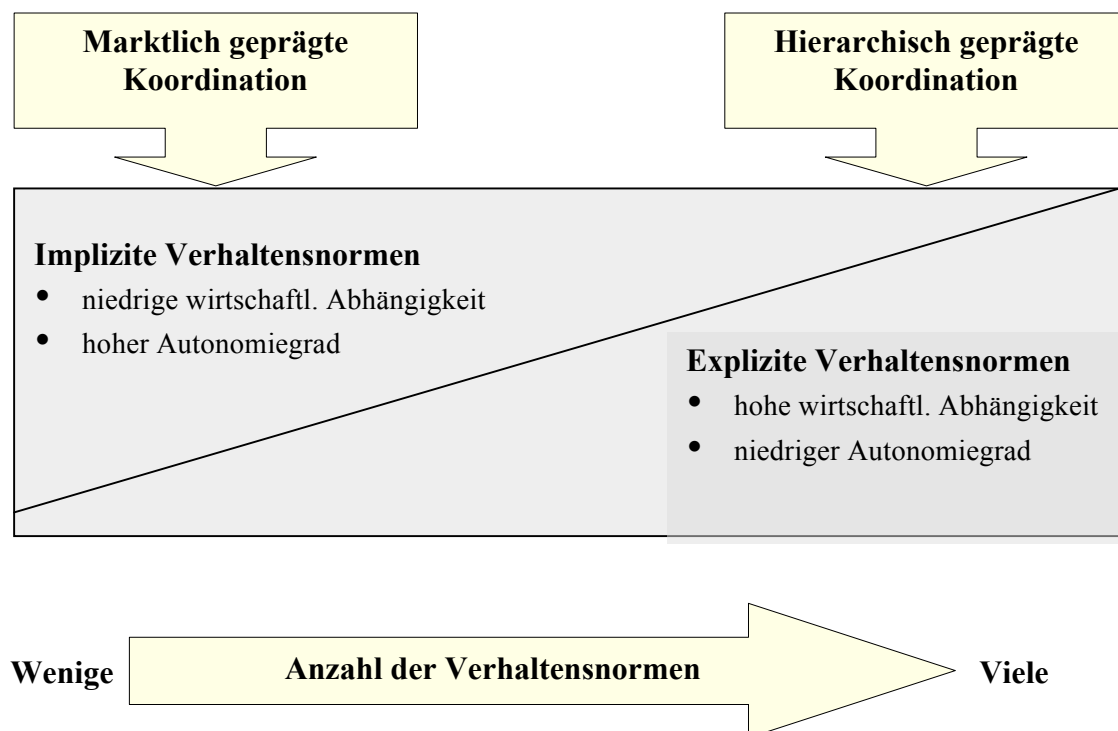 Marktlich geprägte
Koordination
Hierarchisch geprägte
Koordination
Implizite Verhaltensnormen
• niedrige wirtschaftl. Abhängigkeit
• hoher Autonomiegrad
Explizite Verhaltensnormen
• hohe wirtschaftl. Abhängigkeit
• niedriger Autonomiegrad
Wenige Anzahl der Verhaltensnormen Viele